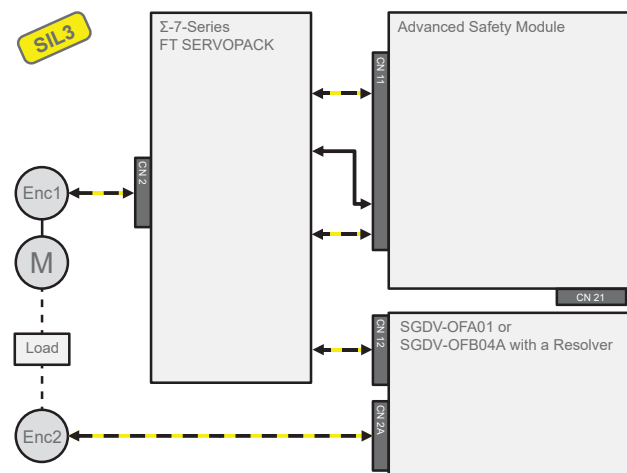 SIL3
Σ-7-Series
FT SERVOPACK
Advanced Safety Module
CN 11
CN 2
Enc1
M
CN 21
SGDV-OFA01 or
SGDV-OFB04A with a Resolver
CN 12
Load
CN 2A
Enc2